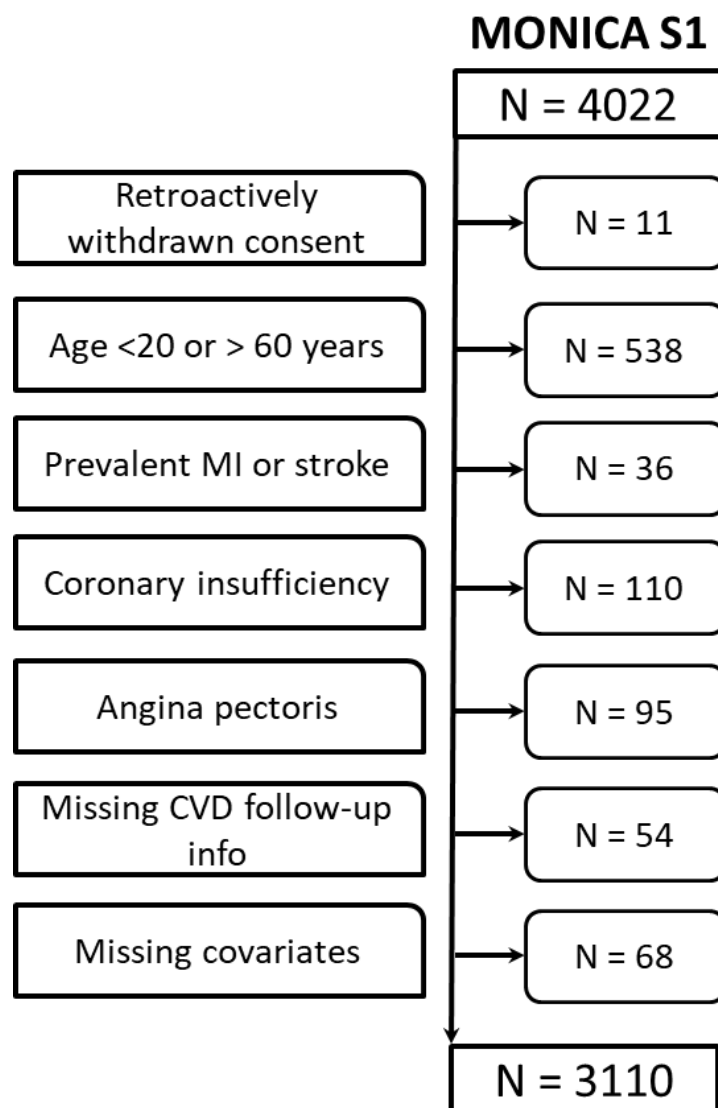 MONICA S1
N = 4022
Retroactively
withdrawn consent
N = 11
Age <20 or > 60 years
N = 538
Prevalent MI or stroke
N = 36
Coronary insufficiency
N = 110
Angina pectoris
N = 95
Missing CVD follow-up
info
N = 54
Missing covariates
N = 68
N = 3110